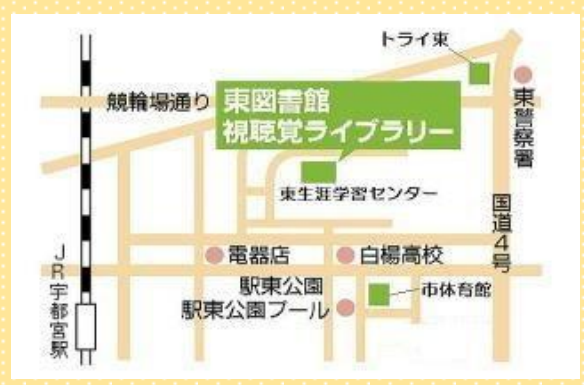 トライ東
競輪場通り
東図書館
視聴覚ライブラリー
東警察署
東生涯学習センター
国道4号
電器店
白楊高校
JR宇都宮駅
駅東公園
市体育館
駅東公園プール